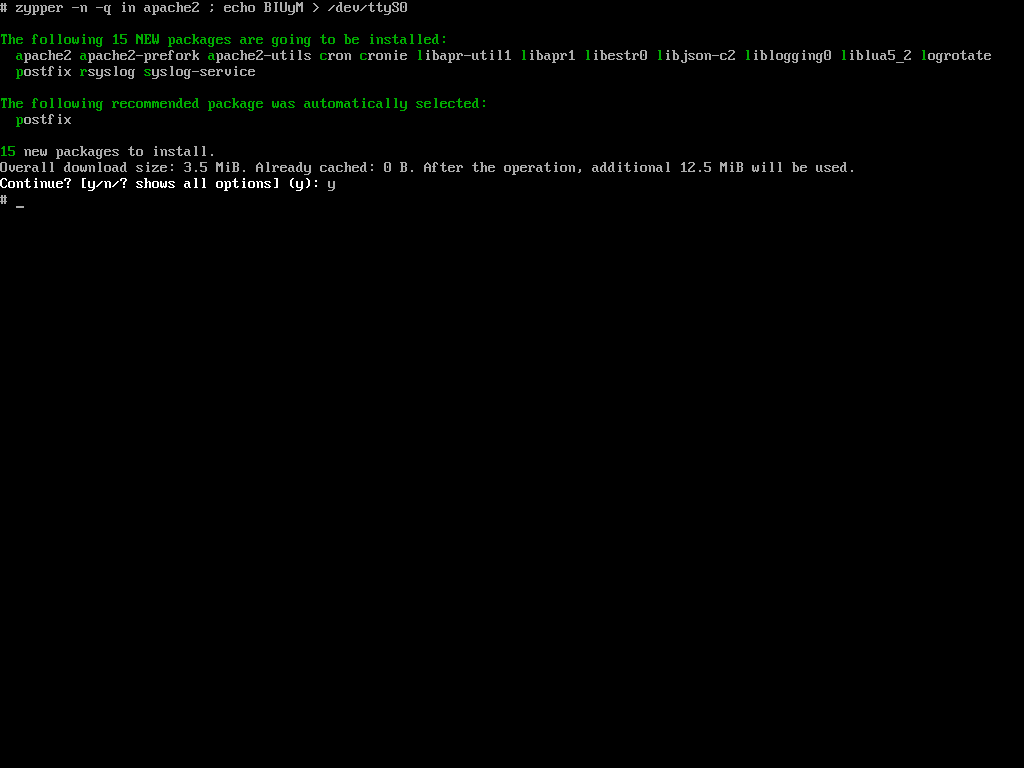 # zypper -n -q in apache2 ; echo BIUyM > /dev/ttyS0
The following 15 NEW packages are going to be installed:
apache2 apache2-prefork apache2-utils cron cronie libapr-util1 libapr1 libestr0 libjson-c2 liblogging0 liblua5_2 logrotate
postfix rsyslog syslog-service
The following recommended package was automatically selected:
postfix
15 new packages to install.
Overall download size: 3.5 MiB. Already cached: 0 B. After the operation, additional 12.5 MiB will be used.
Continue? [y/n/? shows all options] (y): y
# _